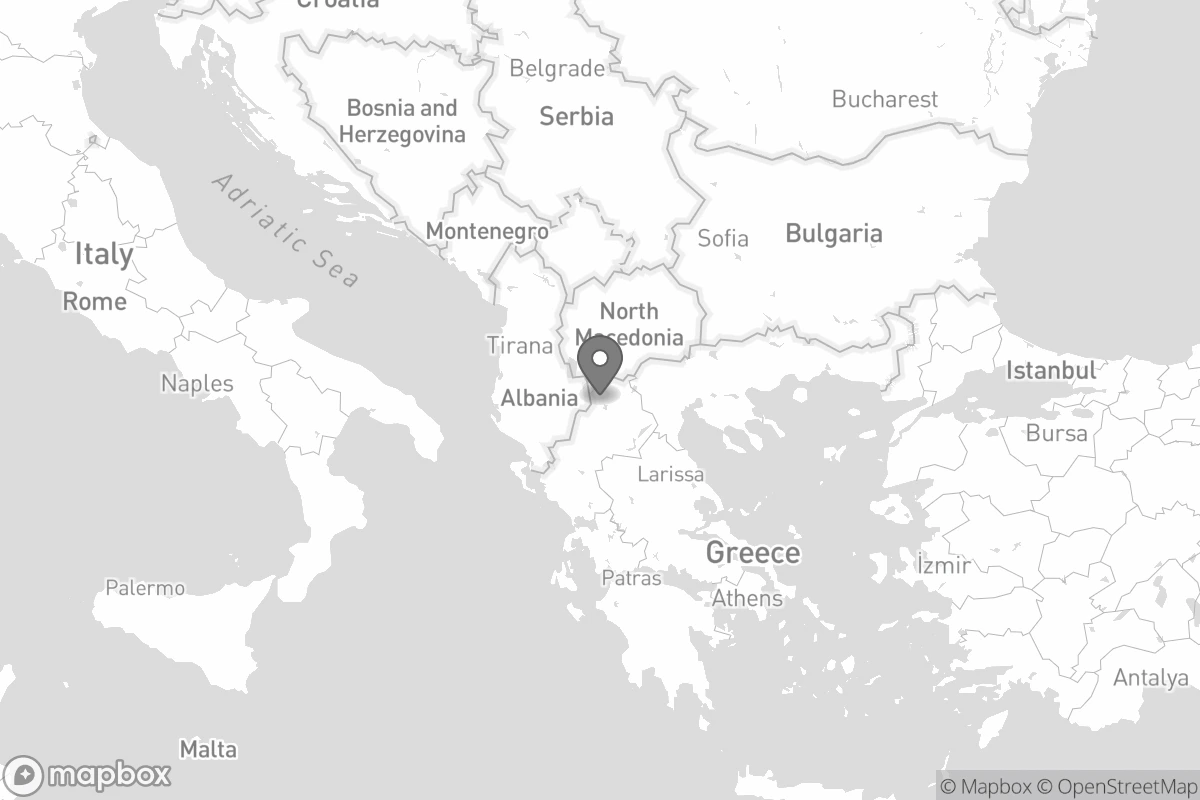 Croatia
Belgrade
Bucharest
Bosnia and
Herzegovina
Serbia
Adriatic Sea
Montenegro
Sofia
Bulgaria
Italy
Rome
North
Macedonia
Tirana
Istanbul
Naples
Albania
Bursa
Larissa
Greece
İzmir
Patras
Palermo
Athens
Antalya
Malta
mapbox
© Mapbox © OpenStreetMap